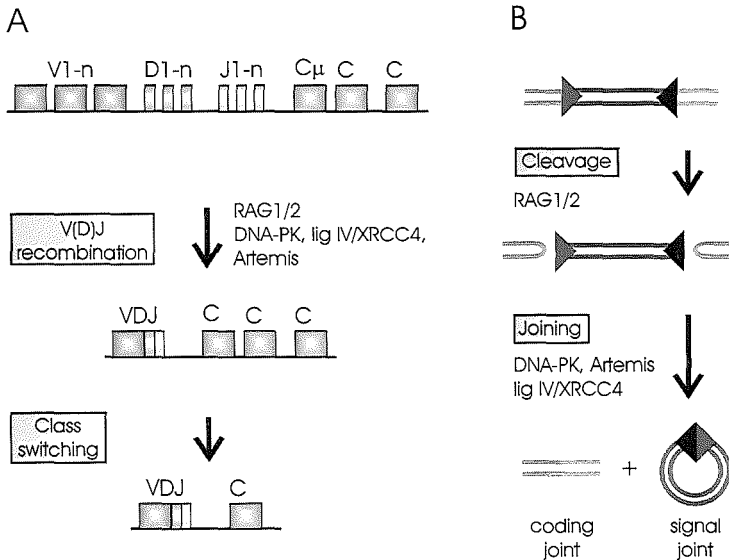 A
V1-n D1-n J1-n Cμ C C
V(D)J
recombination
RAG1/2
DNA-PK, lig IV/XRCC4,
Artemis
VDJ C C C
Class
switching
VDJ C
B
Cleavage
RAG1/2
Joining
DNA-PK, Artemis
lig IV/XRCC4
+
coding
joint
signal
joint